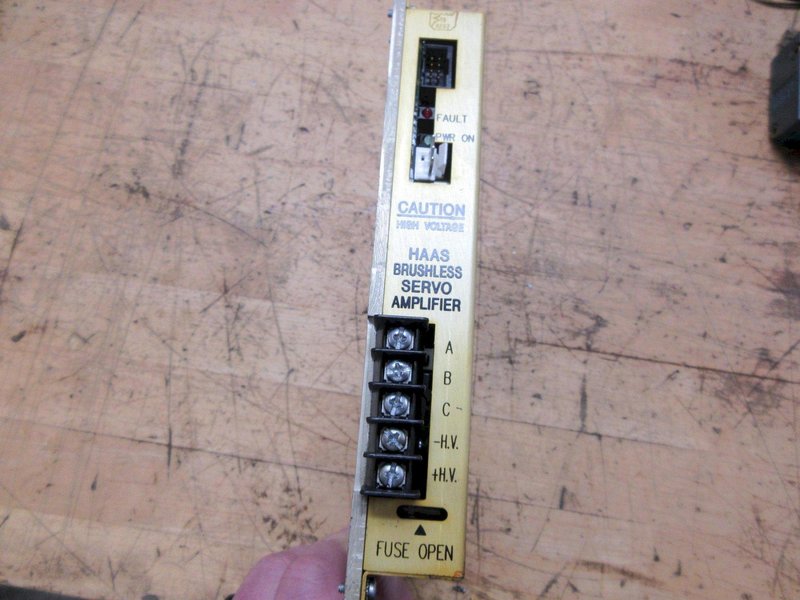 FAULT
PWR ON
CAUTION
HIGH VOLTAGE
HAAS
BRUSHLESS
SERVO
AMPLIFIER
A
B
C
-H.V.
+H.V.
FUSE OPEN